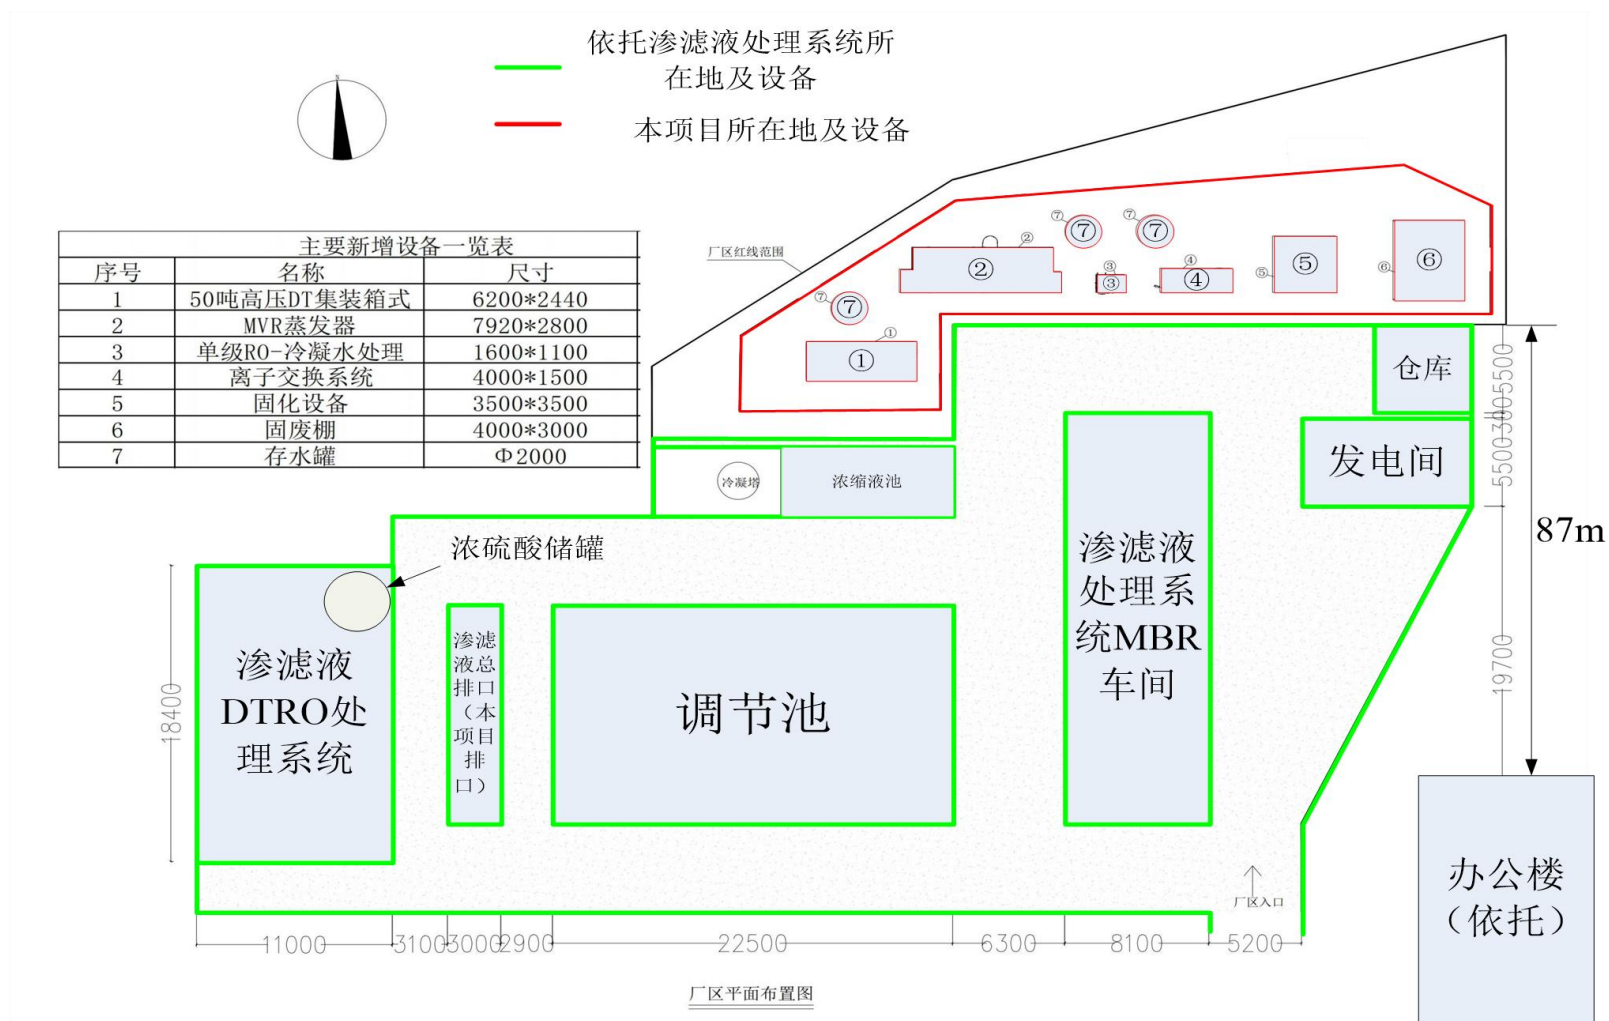 N
依托渗滤液处理系统所
在地及设备
本项目所在地及设备
主要新增设备一览表
序号 名称 尺寸
1 50吨高压DT集装箱式 6200*2440
2 MVR蒸发器 7920*2800
3 单级RO-冷凝水处理 1600*1100
4 离子交换系统 4000*1500
5 固化设备 3500*3500
6 固废棚 4000*3000
7 存水罐 Φ2000
厂区红线范围
⑦ ⑦
⑦ ⑦
② ②
③ ③
④ ④
⑤ ⑤
⑥ ⑥
⑦ ⑦
① ①
仓库
发电间
5500
300
5500
87m
19700
冷凝塔
浓缩液池
浓硫酸储罐
渗滤液
DTRO处
理系统
18400
渗滤
液总
排口
（本
项目
排
口）
调节池
渗滤液
处理系
统MBR
车间
厂区入口
办公楼
（依托）
11000 3100 3000 2900 22500 6300 8100 5200
厂区平面布置图